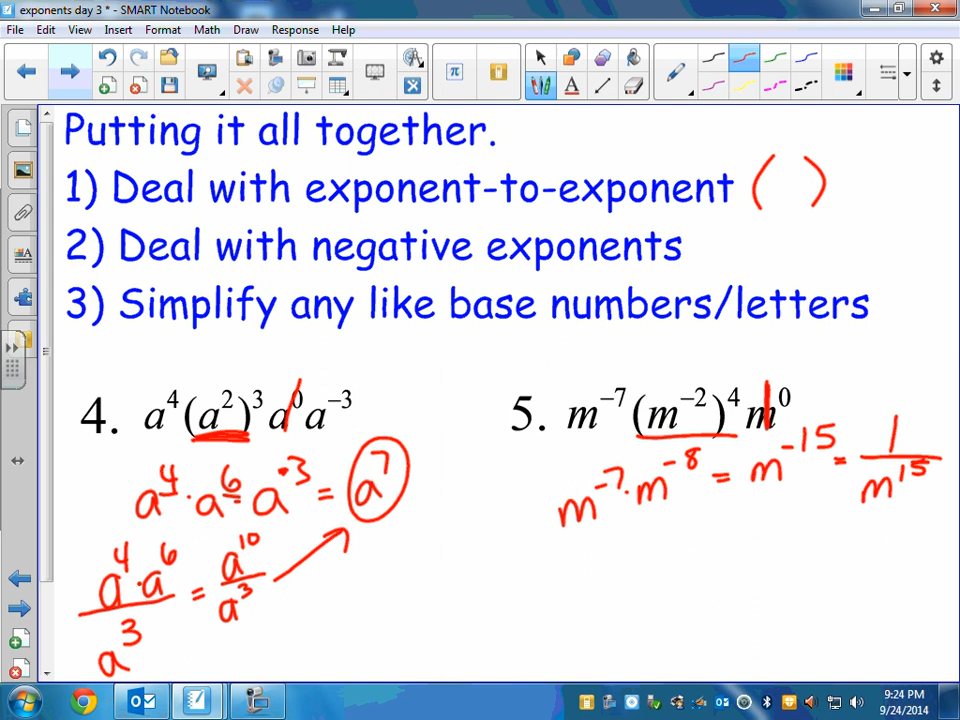 exponents day 3 * - SMART Notebook
File Edit View Insert Format Math Draw Response Help
Putting it all together.
1) Deal with exponent-to-exponent ( )
2) Deal with negative exponents
3) Simplify any like base numbers/letters
4. a⁴(a²)³a⁰a⁻³
a⁴·a⁶ = a⁻³ = a⁷
a⁴·a⁶/a³ = a¹⁰/a³
5. m⁻⁷(m⁻²)⁴m⁰
m⁻⁷·m⁻⁸ = m⁻¹⁵ = 1/m¹⁵
9:24 PM
9/24/2014